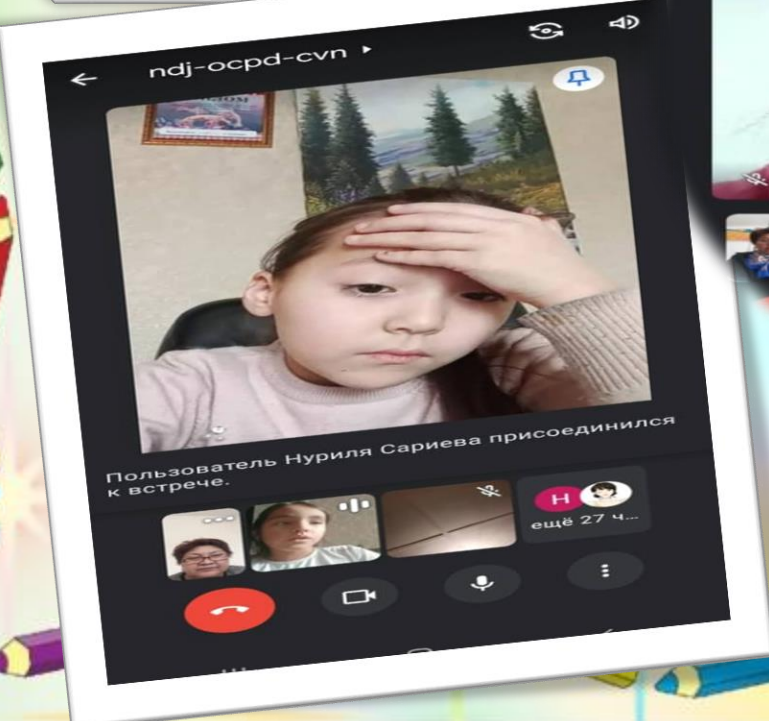 ndj-ocpd-cvn
Пользователь Нуриля Сариева присоединился
к встрече.
Н
ещё 27 ч...